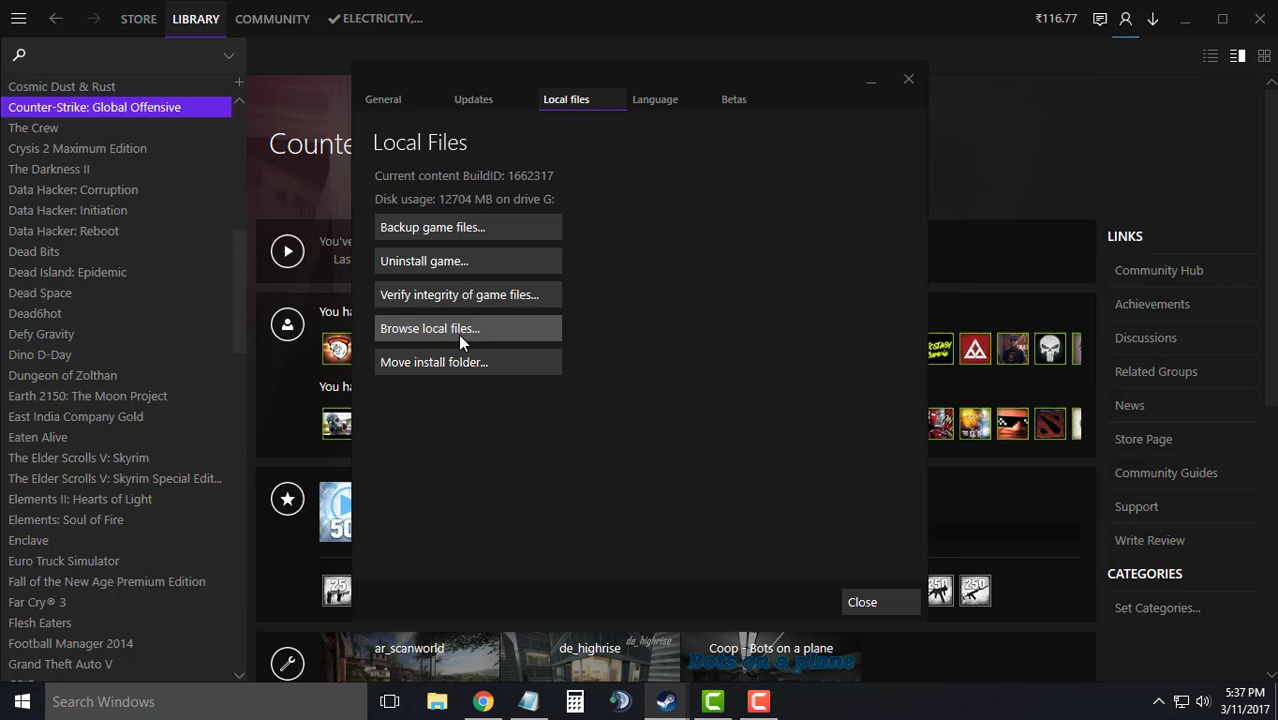 STORE
LIBRARY
COMMUNITY
ELECTRICITY,...
₹116.77
Cosmic Dust & Rust
Counter-Strike: Global Offensive
The Crew
Crysis 2 Maximum Edition
The Darkness II
Data Hacker: Corruption
Data Hacker: Initiation
Data Hacker: Reboot
Dead Bits
Dead Island: Epidemic
Dead Space
Dead6hot
Defy Gravity
Dino D-Day
Dungeon of Zolthan
Earth 2150: The Moon Project
East India Company Gold
Eaten Alive
The Elder Scrolls V: Skyrim
The Elder Scrolls V: Skyrim Special Edit...
Elements II: Hearts of Light
Elements: Soul of Fire
Enclave
Euro Truck Simulator
Fall of the New Age Premium Edition
Far Cry® 3
Flesh Eaters
Football Manager 2014
Grand Theft Auto V
Counte
You've
Las
You ha
You ha
50
25
General
Updates
Local files
Language
Betas
Local Files
Current content BuildID: 1662317
Disk usage: 12704 MB on drive G:
Backup game files...
Uninstall game...
Verify integrity of game files...
Browse local files...
Move install folder...
Close
250
250
ar_scanworld
de_highrise
de_highrise
Coop - Bots on a plane
Bots on a plane
LINKS
Community Hub
Achievements
Discussions
Related Groups
News
Store Page
Community Guides
Support
Write Review
CATEGORIES
Set Categories...
Search Windows
5:37 PM
3/11/2017